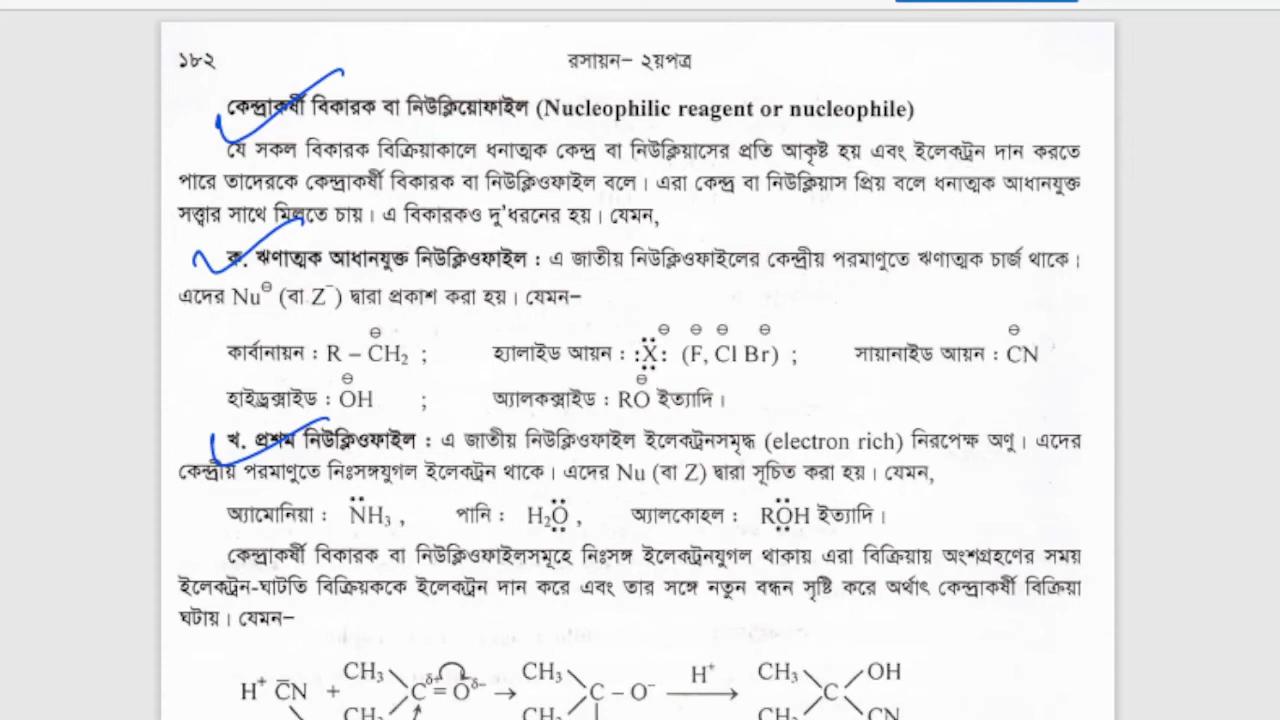 ১৮২ রসায়ন– ২য়পত্র
কেন্দ্রাকর্ষী বিকারক বা নিউক্লিয়োফাইল (Nucleophilic reagent or nucleophile)
যে সকল বিকারক বিক্রিয়াকালে ধনাত্মক কেন্দ্র বা নিউক্লিয়াসের প্রতি আকৃষ্ট হয় এবং ইলেকট্রন দান করতে
পারে তাদেরকে কেন্দ্রাকর্ষী বিকারক বা নিউক্লিওফাইল বলে। এরা কেন্দ্র বা নিউক্লিয়াস প্রিয় বলে ধনাত্মক আধানযুক্ত
সত্ত্বার সাথে মিলতে চায়। এ বিকারকও দু'ধরনের হয়। যেমন,
ক. ঋণাত্মক আধানযুক্ত নিউক্লিওফাইল : এ জাতীয় নিউক্লিওফাইলের কেন্দ্রীয় পরমাণুতে ঋণাত্মক চার্জ থাকে।
এদের Nu⊖ (বা Z⁻) দ্বারা প্রকাশ করা হয়। যেমন–
কার্বানায়ন : R – C⊖H₂ ; হ্যালাইড আয়ন : :X:⊖ (F⊖, Cl⊖ Br⊖) ; সায়ানাইড আয়ন : ⊖CN
হাইড্রক্সাইড : ⊖OH ; অ্যালকক্সাইড : RO⊖ ইত্যাদি।
খ. প্রশম নিউক্লিওফাইল : এ জাতীয় নিউক্লিওফাইল ইলেকট্রনসমৃদ্ধ (electron rich) নিরপেক্ষ অণু। এদের
কেন্দ্রীয় পরমাণুতে নিঃসঙ্গযুগল ইলেকট্রন থাকে। এদের Nu (বা Z) দ্বারা সূচিত করা হয়। যেমন,
অ্যামোনিয়া : N̈H₃ , পানি : H₂Ö , অ্যালকোহল : RÖH ইত্যাদি।
কেন্দ্রাকর্ষী বিকারক বা নিউক্লিওফাইলসমূহে নিঃসঙ্গ ইলেকট্রনযুগল থাকায় এরা বিক্রিয়ায় অংশগ্রহণের সময়
ইলেকট্রন-ঘাটতি বিক্রিয়ককে ইলেকট্রন দান করে এবং তার সঙ্গে নতুন বন্ধন সৃষ্টি করে অর্থাৎ কেন্দ্রাকর্ষী বিক্রিয়া
ঘটায়। যেমন–
CH₃ CH₃ CH₃ OH
H⁺ C̄N + C^δ+ = O^δ– → C – O⁻ H⁺ → C
CH₃ CH₃ CH₃ CN